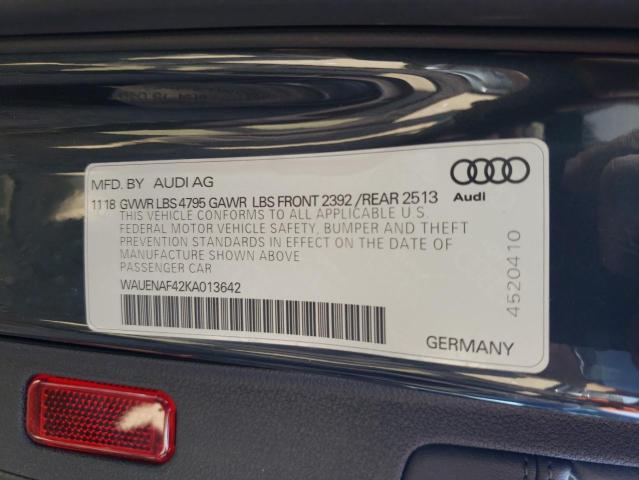 MFD. BY AUDI AG
Audi
11 18 GVWR LBS 4795 GAWR LBS FRONT 2392 /REAR 2513
THIS VEHICLE CONFORMS TO ALL APPLICABLE U.S.
FEDERAL MOTOR VEHICLE SAFETY, BUMPER AND THEFT
PREVENTION STANDARDS IN EFFECT ON THE DATE OF
MANUFACTURE SHOWN ABOVE
PASSENGER CAR
WAUENAF42KA013642
GERMANY
4520410